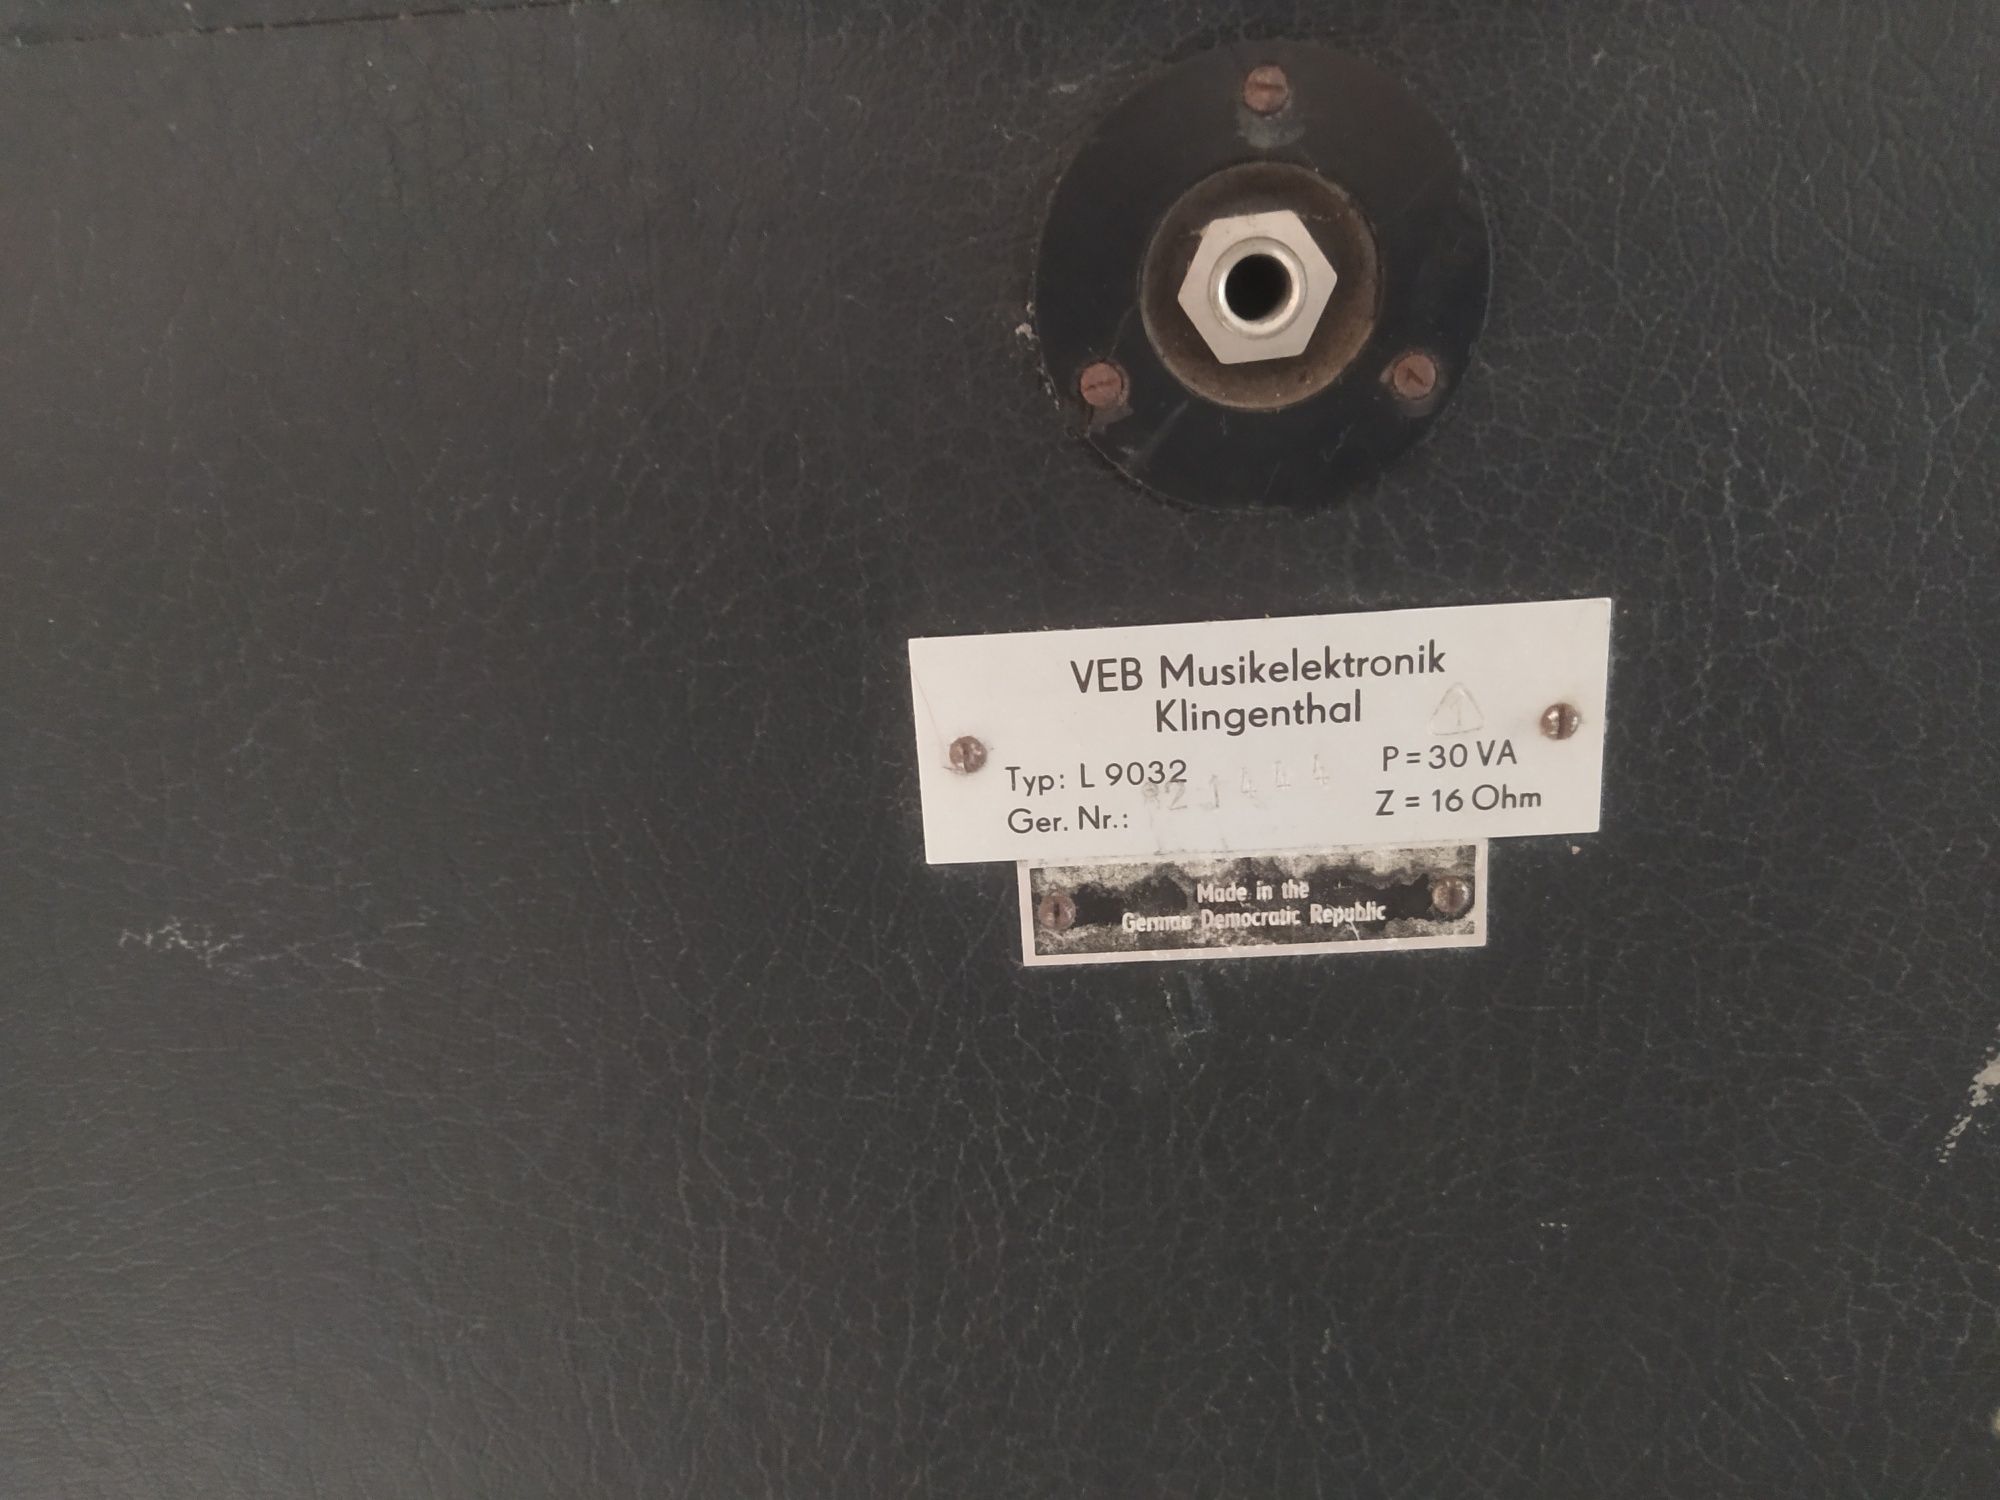 VEB Musikelektronik
Klingenthal
Typ: L 9032
P = 30 VA
Ger. Nr.:
Z = 16 Ohm
Made in the
German Democratic Republic